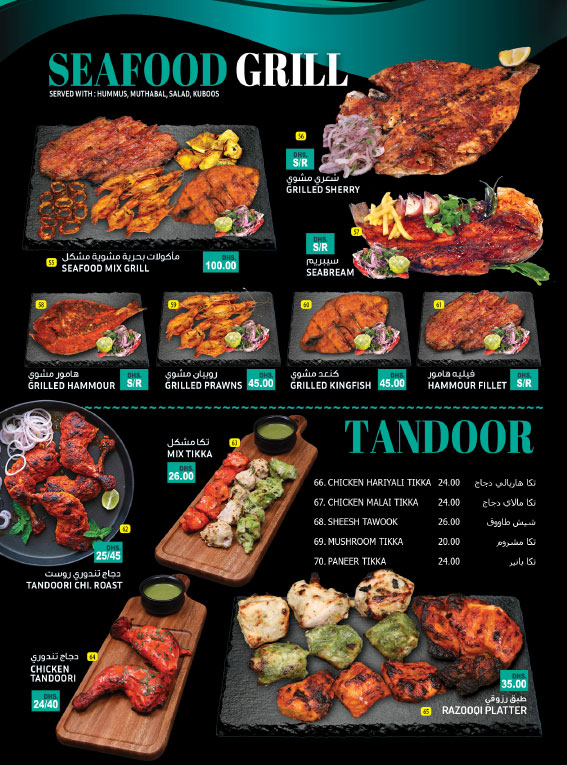 SEAFOOD GRILL
SERVED WITH : HUMMUS, MUTHABAL, SALAD, KUBOOS
56
DHS.
S/R
شعري مشوي
GRILLED SHERRY
55
مأكولات بحرية مشوية مشكل
SEAFOOD MIX GRILL
DHS.
100.00
57
DHS.
S/R
سيبريم
SEABREAM
58
هامور مشوي
GRILLED HAMMOUR
DHS.
S/R
59
روبيان مشوي
GRILLED PRAWNS
DHS.
45.00
60
كنعد مشوي
GRILLED KINGFISH
DHS.
45.00
61
فيليه هامور
HAMMOUR FILLET
DHS.
S/R
TANDOOR
62
DHS.
25/45
دجاج تندوري روست
TANDOORI CHI. ROAST
63
تكا مشكل
MIX TIKKA
DHS.
26.00
66. CHICKEN HARIYALI TIKKA 24.00 تكا هاريالي دجاج
67. CHICKEN MALAI TIKKA 24.00 تكا مالاي دجاج
68. SHEESH TAWOOK 26.00 شيش طاووق
69. MUSHROOM TIKKA 20.00 تكا مشروم
70. PANEER TIKKA 24.00 تكا بانير
64
دجاج تندوري
CHICKEN
TANDOORI
DHS.
24/40
DHS.
35.00
طبق رزوقي
65
RAZOOQI PLATTER